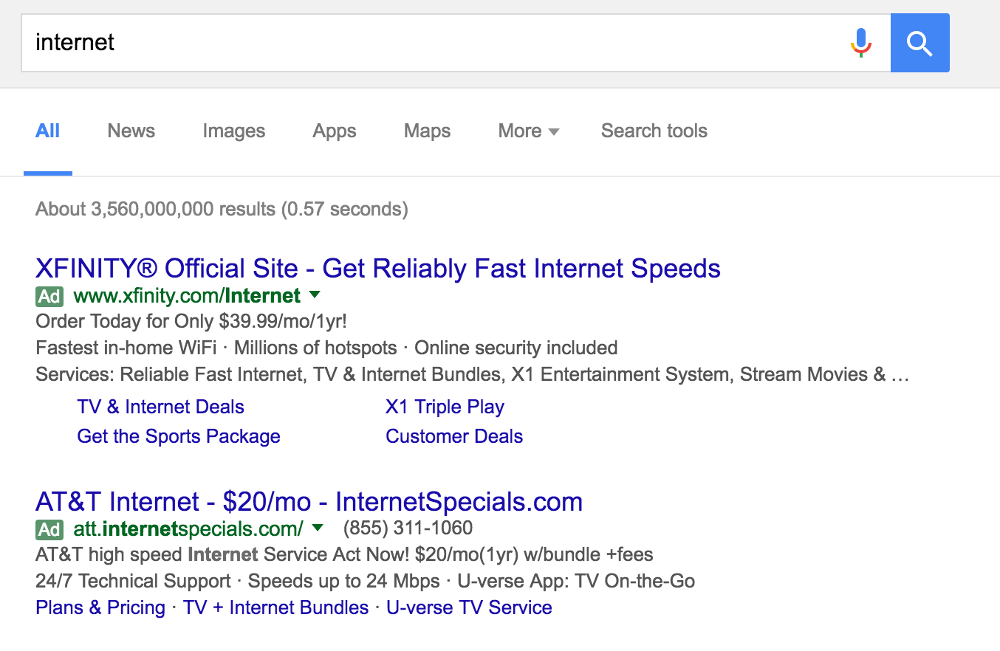 internet
All News Images Apps Maps More Search tools
About 3,560,000,000 results (0.57 seconds)
XFINITY® Official Site - Get Reliably Fast Internet Speeds
Ad www.xfinity.com/Internet
Order Today for Only $39.99/mo/1yr!
Fastest in-home WiFi · Millions of hotspots · Online security included
Services: Reliable Fast Internet, TV & Internet Bundles, X1 Entertainment System, Stream Movies & …
TV & Internet Deals X1 Triple Play
Get the Sports Package Customer Deals
AT&T Internet - $20/mo - InternetSpecials.com
Ad att.internetspecials.com/ (855) 311-1060
AT&T high speed Internet Service Act Now! $20/mo(1yr) w/bundle +fees
24/7 Technical Support · Speeds up to 24 Mbps · U-verse App: TV On-the-Go
Plans & Pricing · TV + Internet Bundles · U-verse TV Service